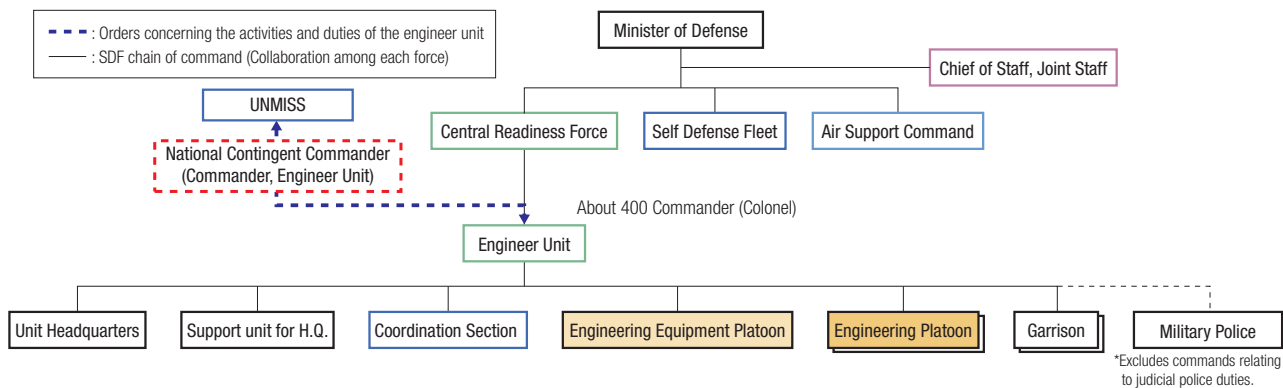 : Orders concerning the activities and duties of the engineer unit
: SDF chain of command (Collaboration among each force)
Minister of Defense
Chief of Staff, Joint Staff
UNMISS
Central Readiness Force
Self Defense Fleet
Air Support Command
National Contingent Commander
(Commander, Engineer Unit)
About 400 Commander (Colonel)
Engineer Unit
Unit Headquarters
Support unit for H.Q.
Coordination Section
Engineering Equipment Platoon
Engineering Platoon
Garrison
Military Police
*Excludes commands relating
to judicial police duties.